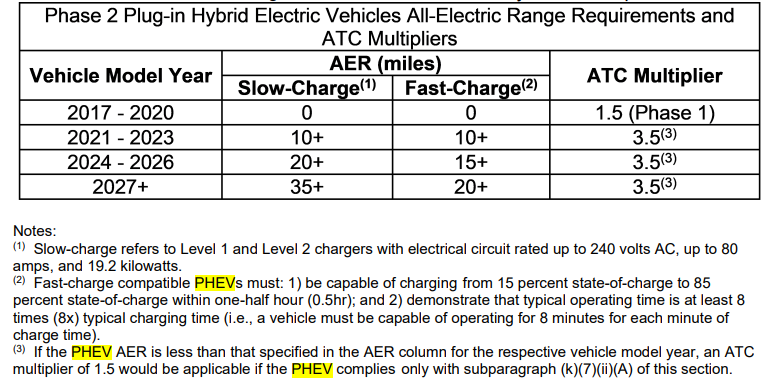 Phase 2 Plug-in Hybrid Electric Vehicles All-Electric Range Requirements and
ATC Multipliers
Vehicle Model Year
AER (miles)
ATC Multiplier
Slow-Charge(1)
Fast-Charge(2)
2017 - 2020
0
0
1.5 (Phase 1)
2021 - 2023
10+
10+
3.5(3)
2024 - 2026
20+
15+
3.5(3)
2027+
35+
20+
3.5(3)
Notes:
(1) Slow-charge refers to Level 1 and Level 2 chargers with electrical circuit rated up to 240 volts AC, up to 80
amps, and 19.2 kilowatts.
(2) Fast-charge compatible PHEVs must: 1) be capable of charging from 15 percent state-of-charge to 85
percent state-of-charge within one-half hour (0.5hr); and 2) demonstrate that typical operating time is at least 8
times (8x) typical charging time (i.e., a vehicle must be capable of operating for 8 minutes for each minute of
charge time).
(3) If the PHEV AER is less than that specified in the AER column for the respective vehicle model year, an ATC
multiplier of 1.5 would be applicable if the PHEV complies only with subparagraph (k)(7)(ii)(A) of this section.